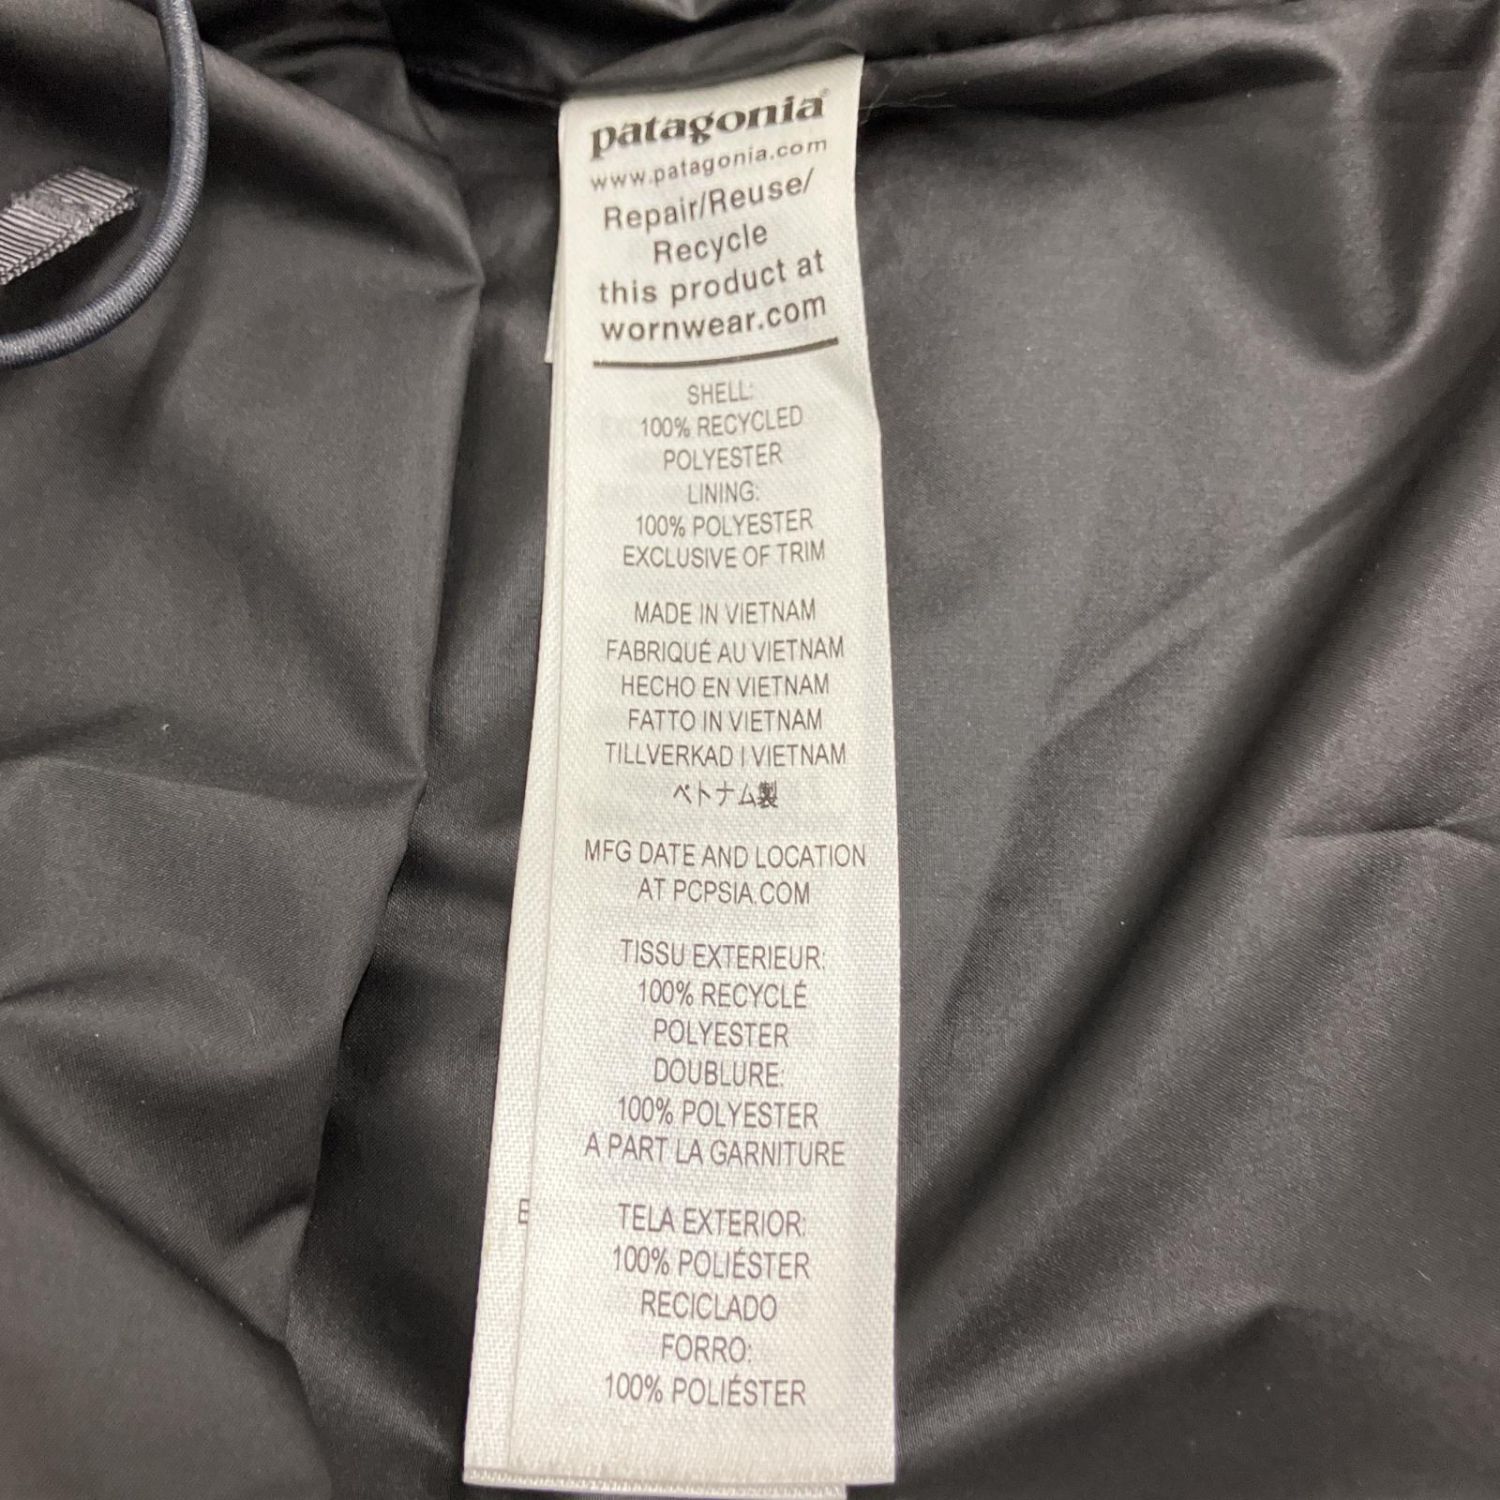 patagonia®
www.patagonia.com
Repair/Reuse/
Recycle
this product at
wornwear.com
SHELL:
100% RECYCLED
POLYESTER
LINING:
100% POLYESTER
EXCLUSIVE OF TRIM
MADE IN VIETNAM
FABRIQUÉ AU VIETNAM
HECHO EN VIETNAM
FATTO IN VIETNAM
TILLVERKAD I VIETNAM
ベトナム製
MFG DATE AND LOCATION
AT PCPSIA.COM
TISSU EXTERIEUR:
100% RECYCLÉ
POLYESTER
DOUBLURE:
100% POLYESTER
A PART LA GARNITURE
TELA EXTERIOR:
100% POLIÉSTER
RECICLADO
FORRO:
100% POLIÉSTER